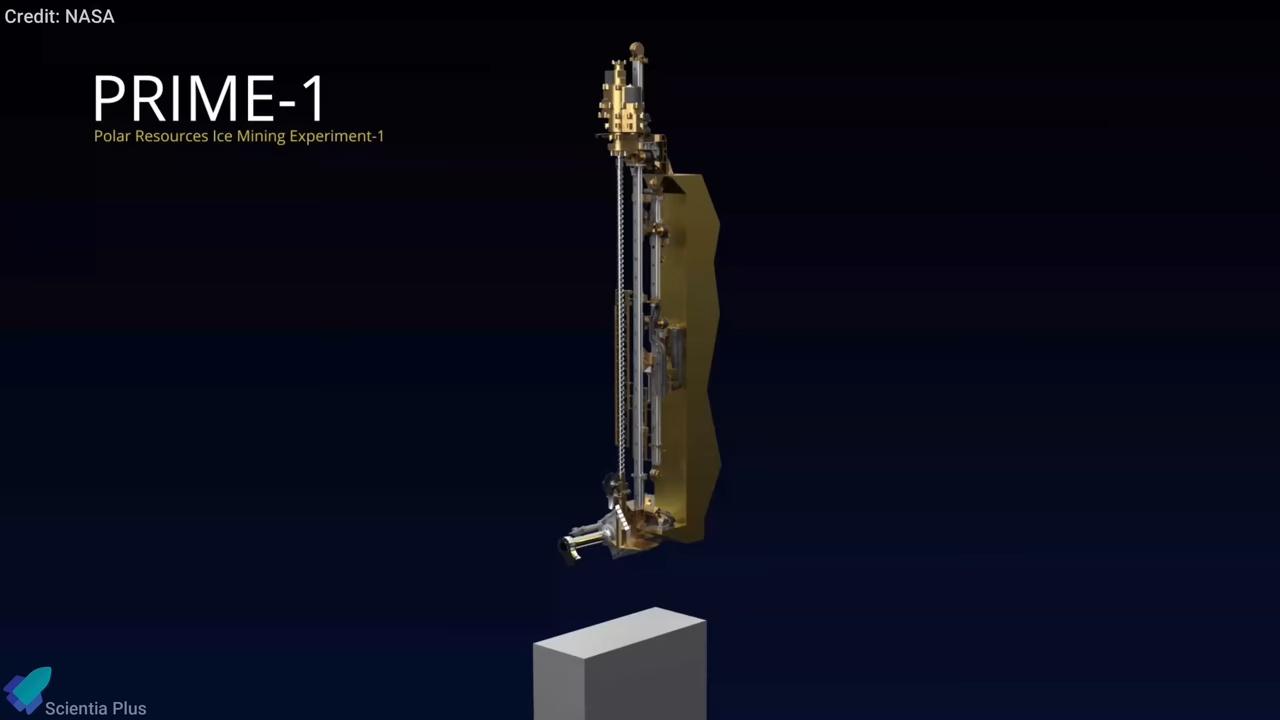 Credit: NASA
PRIME-1
Polar Resources Ice Mining Experiment-1
Scientia Plus